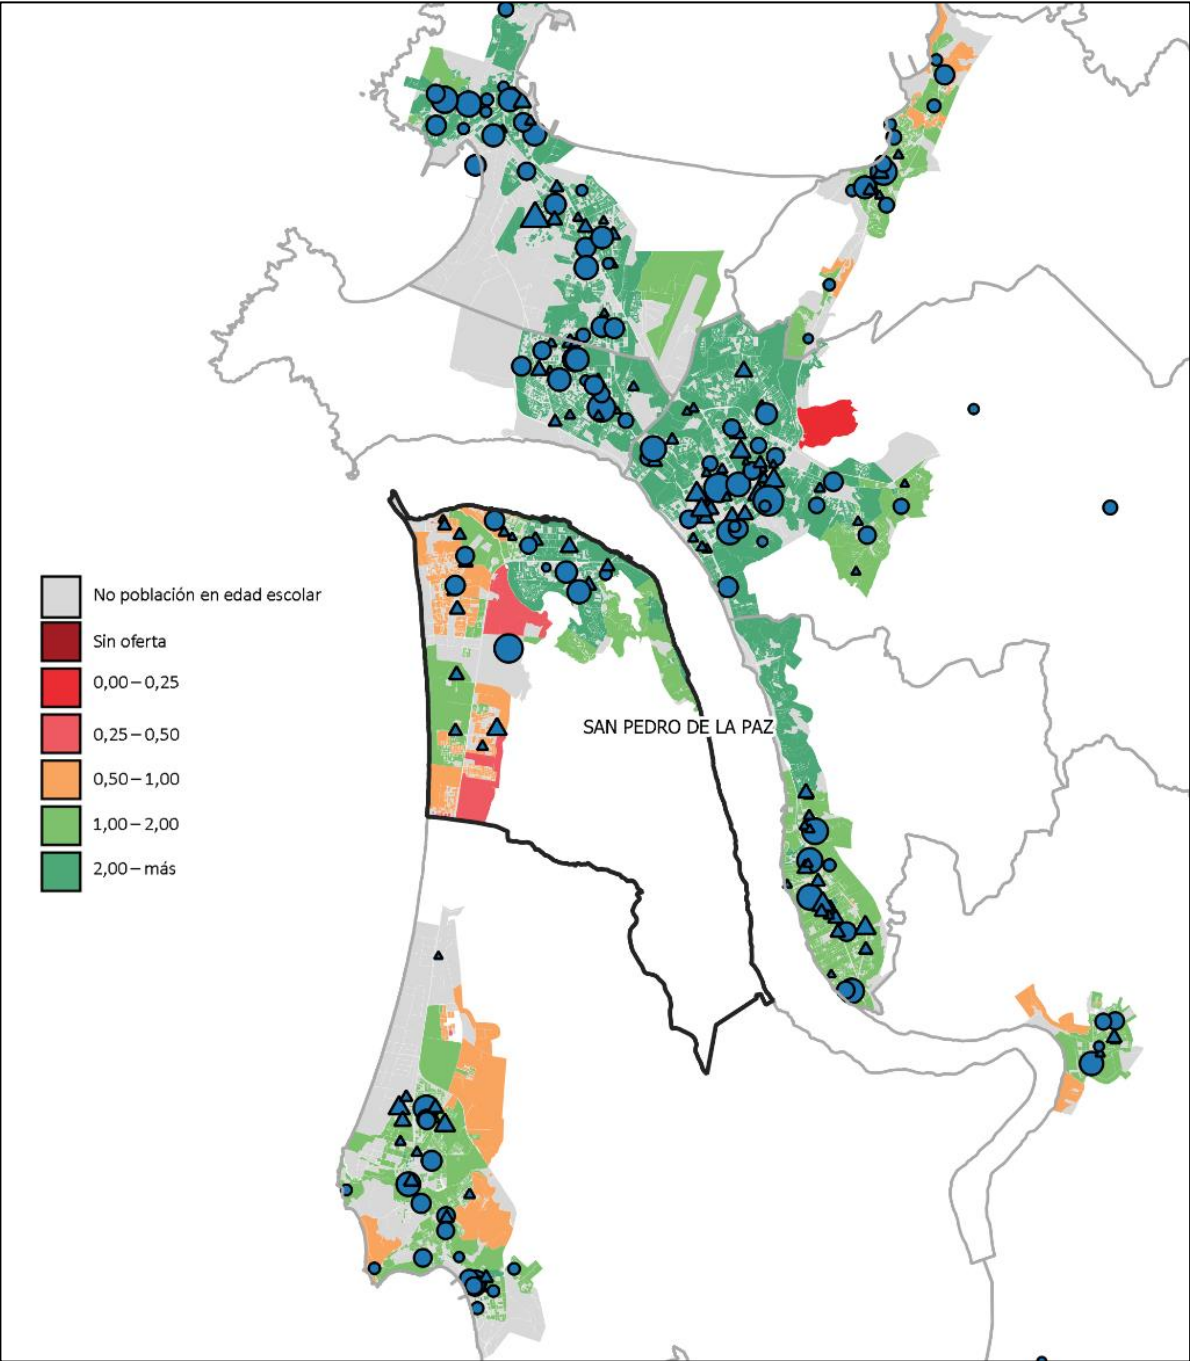 SAN PEDRO DE LA PAZ
No población en edad escolar
Sin oferta
0,00 – 0,25
0,25 – 0,50
0,50 – 1,00
1,00 – 2,00
2,00 – más